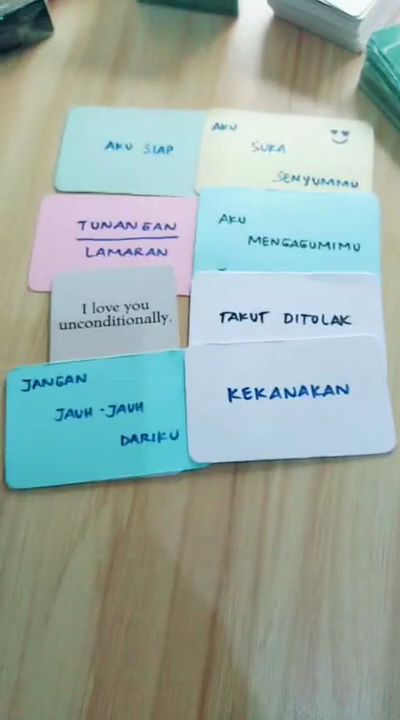 AKU SIAP
AKU
SUKA
SENYUMMU
TUNANGAN
LAMARAN
AKU
MENGAGUMIMU
I love you
unconditionally.
TAKUT DITOLAK
JANGAN
JAUH-JAUH
DARIKU
KEKANAKAN